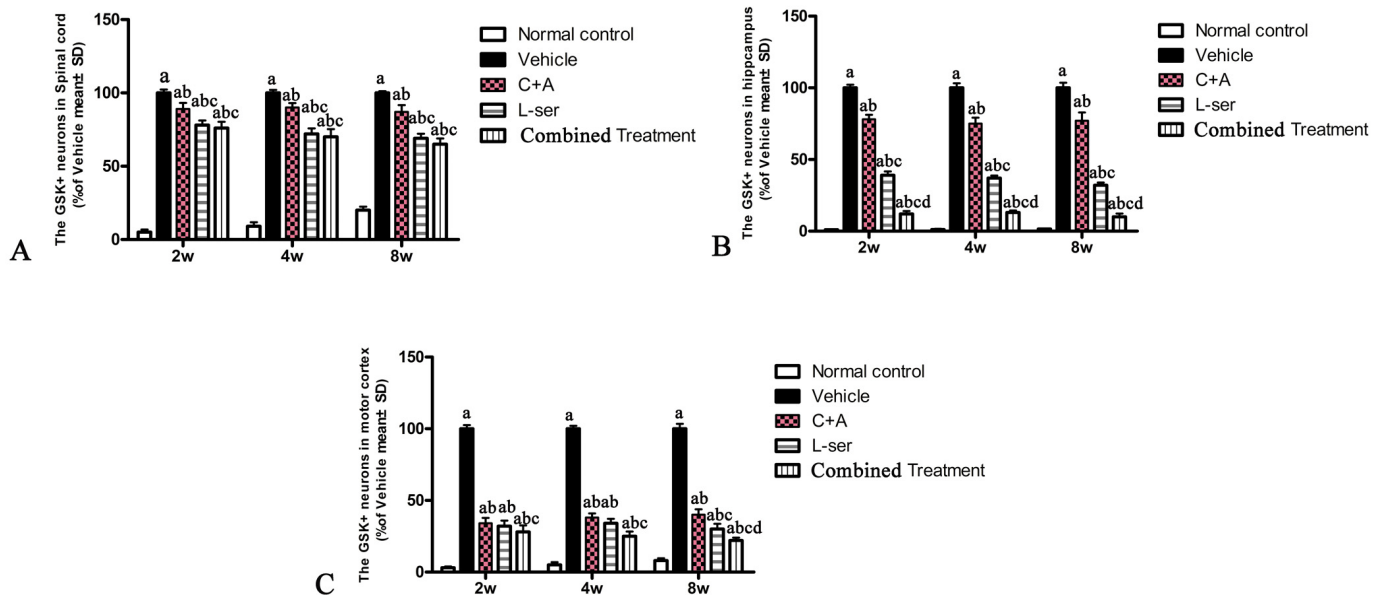 The GSK+ neurons in Spinal cord
(%of Vehicle mean± SD)
150
100
50
0
a
ab
abc
abc
a
ab
abc
abc
a
ab
abc
abc
2w
4w
8w
Normal control
Vehicle
C+A
L-ser
Combined Treatment
A
The GSK+ neurons in hippcampus
(%of Vehicle mean± SD)
150
100
50
0
a
ab
abc
abcd
a
ab
abc
abcd
a
ab
abc
abcd
2w
4w
8w
Normal control
Vehicle
C+A
L-ser
Combined Treatment
B
The GSK+ neurons in motor cortex
(%of Vehicle mean± SD)
150
100
50
0
a
ab ab
abc
a
abab
abc
a
ab
abc
abcd
2w
4w
8w
Normal control
Vehicle
C+A
L-ser
Combined Treatment
C